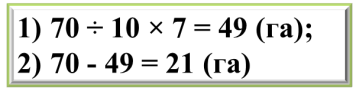 1) 70 ÷ 10 × 7 = 49 (га);
2) 70 - 49 = 21 (га)